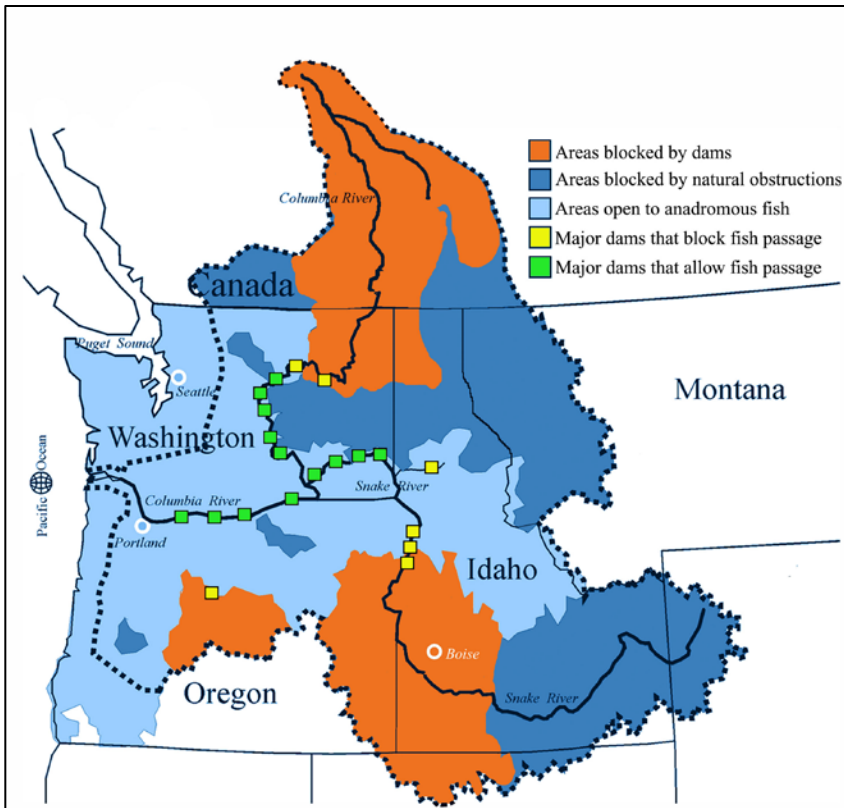 Areas blocked by dams
Areas blocked by natural obstructions
Areas open to anadromous fish
Major dams that block fish passage
Major dams that allow fish passage
Columbia River
Canada
Puget Sound
Seattle
Montana
Washington
Pacific Ocean
Columbia River
Snake River
Portland
Idaho
Boise
Oregon
Snake River